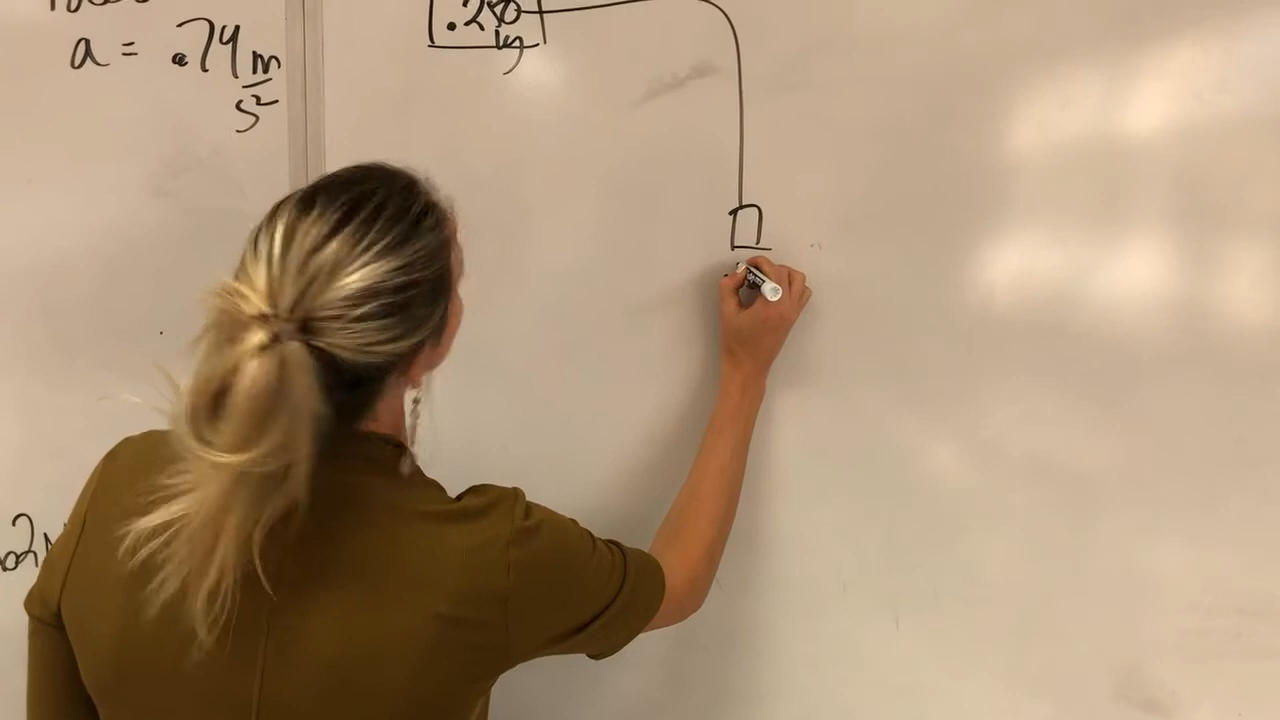 a = .74 m
s²
.250
kg